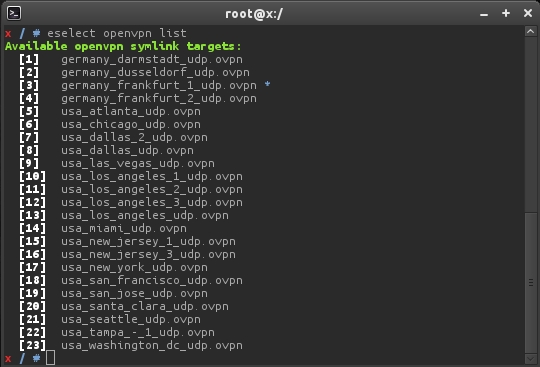 root@x:/
x / # eselect openvpn list
Available openvpn symlink targets:
[1] germany_darmstadt_udp.ovpn
[2] germany_dusseldorf_udp.ovpn
[3] germany_frankfurt_1_udp.ovpn *
[4] germany_frankfurt_2_udp.ovpn
[5] usa_atlanta_udp.ovpn
[6] usa_chicago_udp.ovpn
[7] usa_dallas_2_udp.ovpn
[8] usa_dallas_udp.ovpn
[9] usa_las_vegas_udp.ovpn
[10] usa_los_angeles_1_udp.ovpn
[11] usa_los_angeles_2_udp.ovpn
[12] usa_los_angeles_3_udp.ovpn
[13] usa_los_angeles_udp.ovpn
[14] usa_miami_udp.ovpn
[15] usa_new_jersey_1_udp.ovpn
[16] usa_new_jersey_3_udp.ovpn
[17] usa_new_york_udp.ovpn
[18] usa_san_francisco_udp.ovpn
[19] usa_san_jose_udp.ovpn
[20] usa_santa_clara_udp.ovpn
[21] usa_seattle_udp.ovpn
[22] usa_tampa_-_1_udp.ovpn
[23] usa_washington_dc_udp.ovpn
x / #